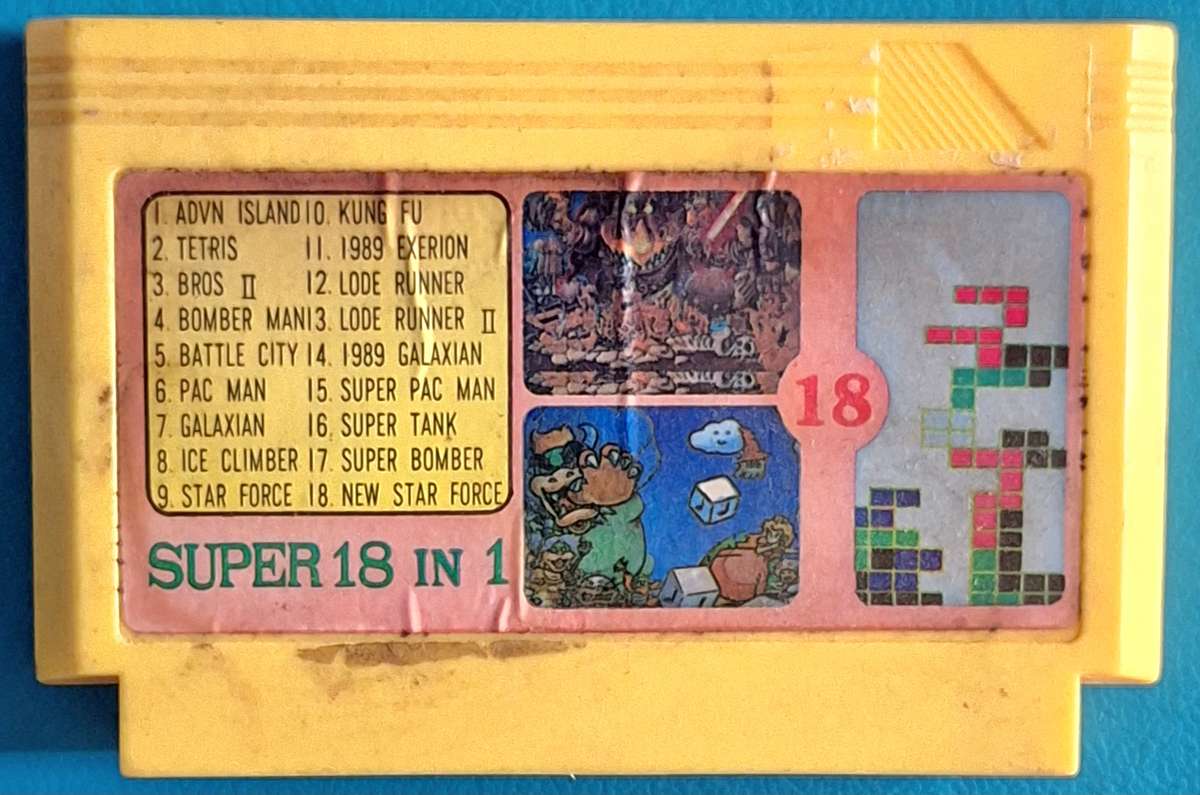 1. ADVN ISLAND
2. TETRIS
3. BROS II
4. BOMBER MAN
5. BATTLE CITY
6. PAC MAN
7. GALAXIAN
8. ICE CLIMBER
9. STAR FORCE
10. KUNG FU
11. 1989 EXERION
12. LODE RUNNER
13. LODE RUNNER II
14. 1989 GALAXIAN
15. SUPER PAC MAN
16. SUPER TANK
17. SUPER BOMBER
18. NEW STAR FORCE
SUPER 18 IN 1
18